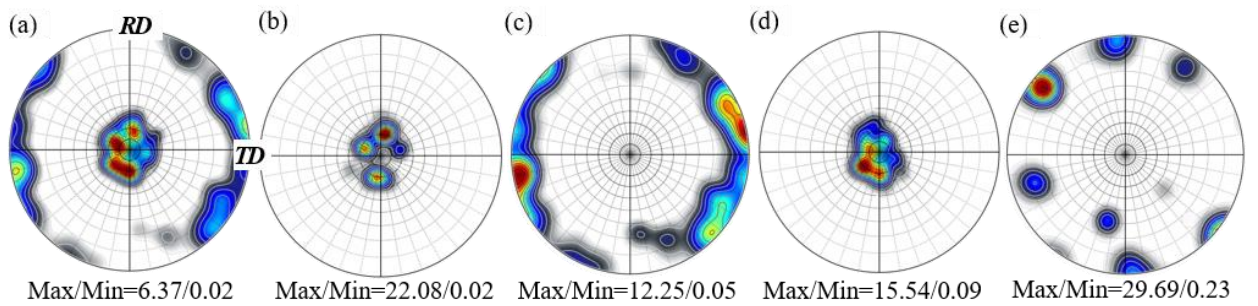 (a) (b) (c) (d) (e)
RD
TD
Max/Min=6.37/0.02 Max/Min=22.08/0.02 Max/Min=12.25/0.05 Max/Min=15.54/0.09 Max/Min=29.69/0.23